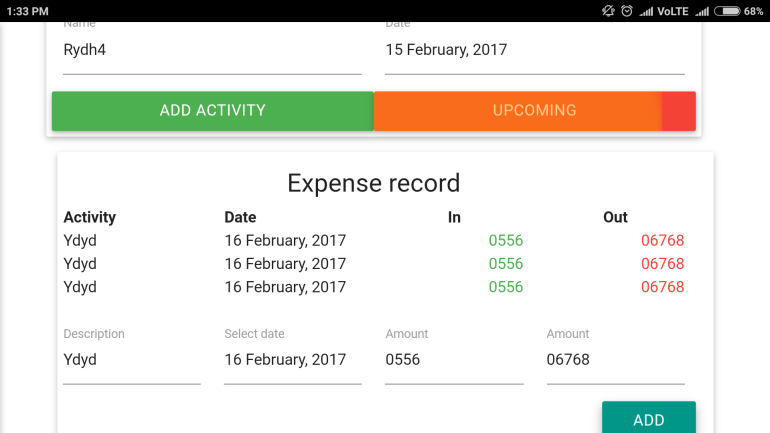 1:33 PM VoLTE 68%
Name Date
Rydh4 15 February, 2017
ADD ACTIVITY UPCOMING
Expense record
Activity Date In Out
Ydyd 16 February, 2017 0556 06768
Ydyd 16 February, 2017 0556 06768
Ydyd 16 February, 2017 0556 06768
Description Select date Amount Amount
Ydyd 16 February, 2017 0556 06768
ADD